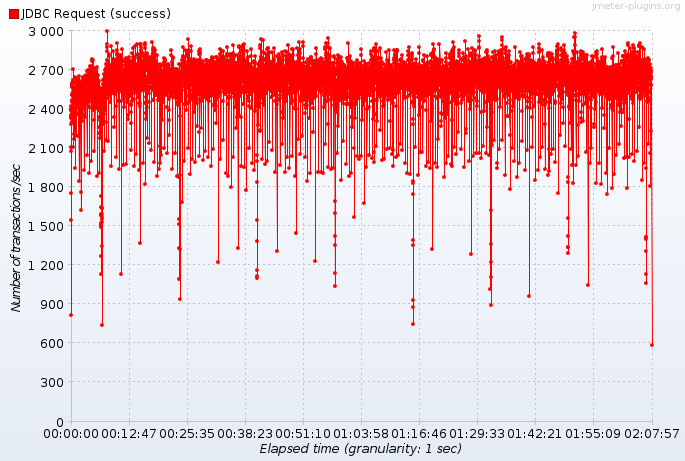 jmeter-plugins.org
JDBC Request (success)
3 000
2 700
2 400
2 100
1 800
1 500
1 200
900
600
300
0
Number of transactions/sec
00:00:00 00:12:47 00:25:35 00:38:23 00:51:10 01:03:58 01:16:46 01:29:33 01:42:21 01:55:09 02:07:57
Elapsed time (granularity: 1 sec)